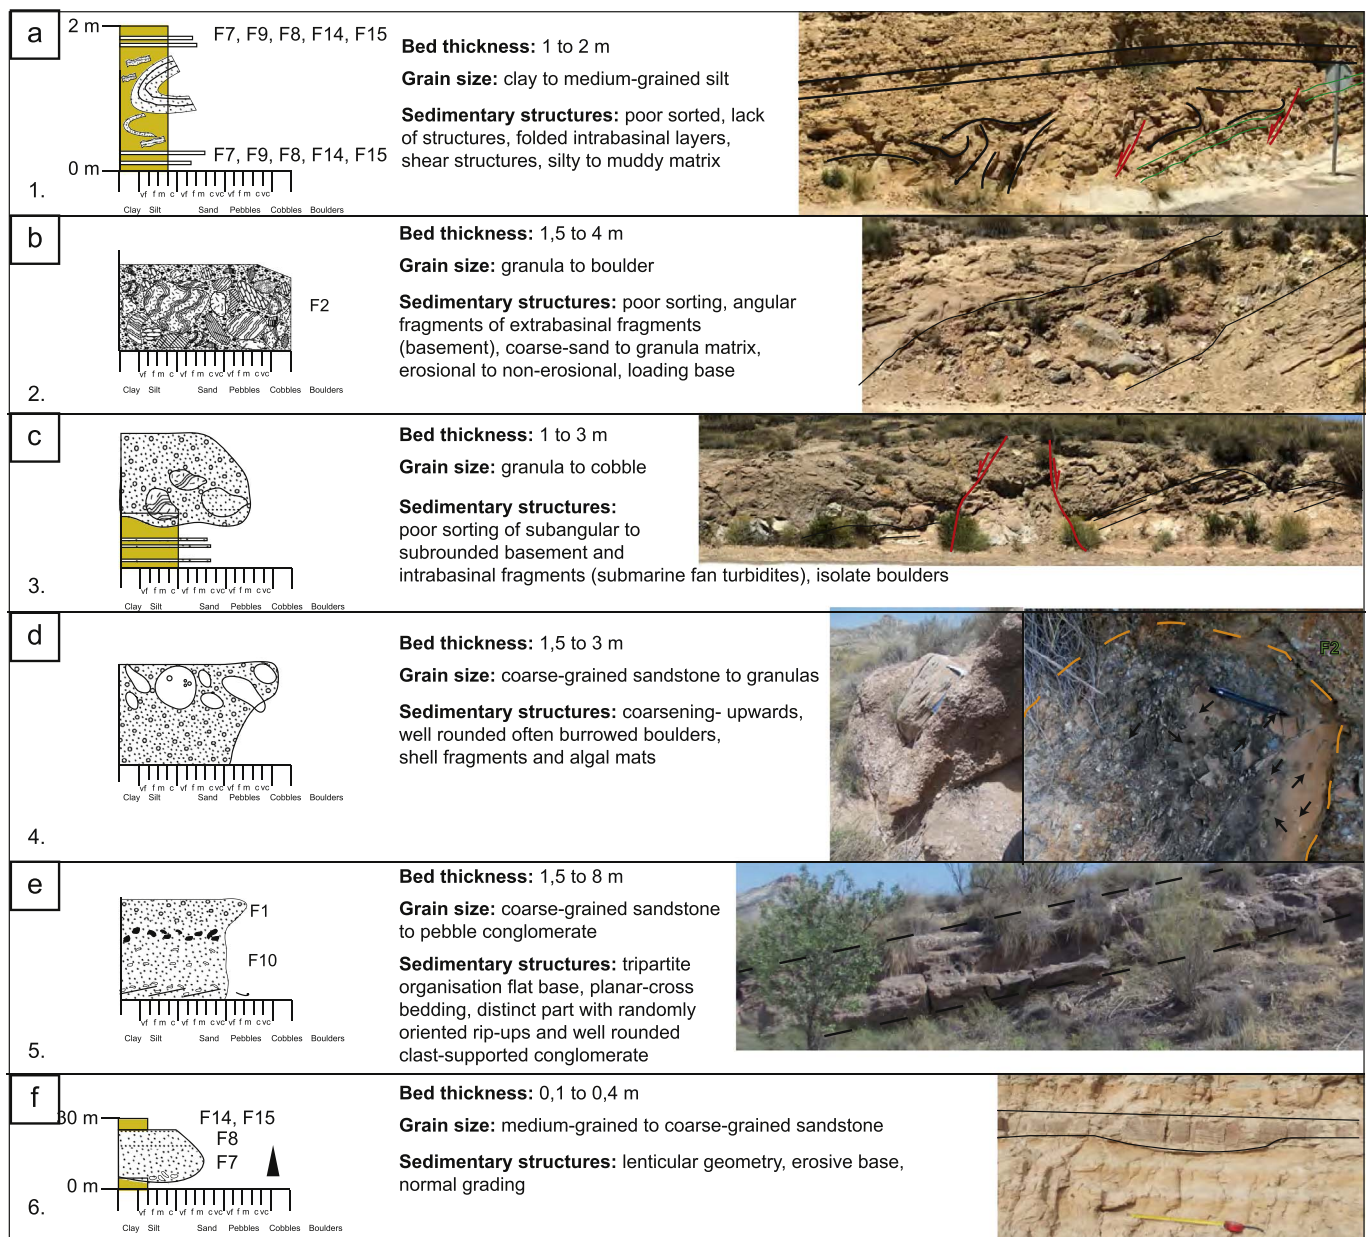 a
2 m
F7, F9, F8, F14, F15
F7, F9, F8, F14, F15
0 m
1.
vf f m c vf f m c vc vf f m c vc
Clay Silt Sand Pebbles Cobbles Boulders
Bed thickness: 1 to 2 m
Grain size: clay to medium-grained silt
Sedimentary structures: poor sorted, lack
of structures, folded intrabasinal layers,
shear structures, silty to muddy matrix
b
F2
2.
vf f m c vf f m c vc vf f m c vc
Clay Silt Sand Pebbles Cobbles Boulders
Bed thickness: 1,5 to 4 m
Grain size: granula to boulder
Sedimentary structures: poor sorting, angular
fragments of extrabasinal fragments
(basement), coarse-sand to granula matrix,
erosional to non-erosional, loading base
c
3.
vf f m c vf f m c vc vf f m c vc
Clay Silt Sand Pebbles Cobbles Boulders
Bed thickness: 1 to 3 m
Grain size: granula to cobble
Sedimentary structures:
poor sorting of subangular to
subrounded basement and
intrabasinal fragments (submarine fan turbidites), isolate boulders
d
4.
vf f m c vf f m c vc vf f m c vc
Clay Silt Sand Pebbles Cobbles Boulders
Bed thickness: 1,5 to 3 m
Grain size: coarse-grained sandstone to granulas
Sedimentary structures: coarsening- upwards,
well rounded often burrowed boulders,
shell fragments and algal mats
F2
e
F1
F10
5.
vf f m c vf f m c vc vf f m c vc
Clay Silt Sand Pebbles Cobbles Boulders
Bed thickness: 1,5 to 8 m
Grain size: coarse-grained sandstone
to pebble conglomerate
Sedimentary structures: tripartite
organisation flat base, planar-cross
bedding, distinct part with randomly
oriented rip-ups and well rounded
clast-supported conglomerate
f
30 m
F14, F15
F8
F7
0 m
6.
vf f m c vf f m c vc vf f m c vc
Clay Silt Sand Pebbles Cobbles Boulders
Bed thickness: 0,1 to 0,4 m
Grain size: medium-grained to coarse-grained sandstone
Sedimentary structures: lenticular geometry, erosive base,
normal grading